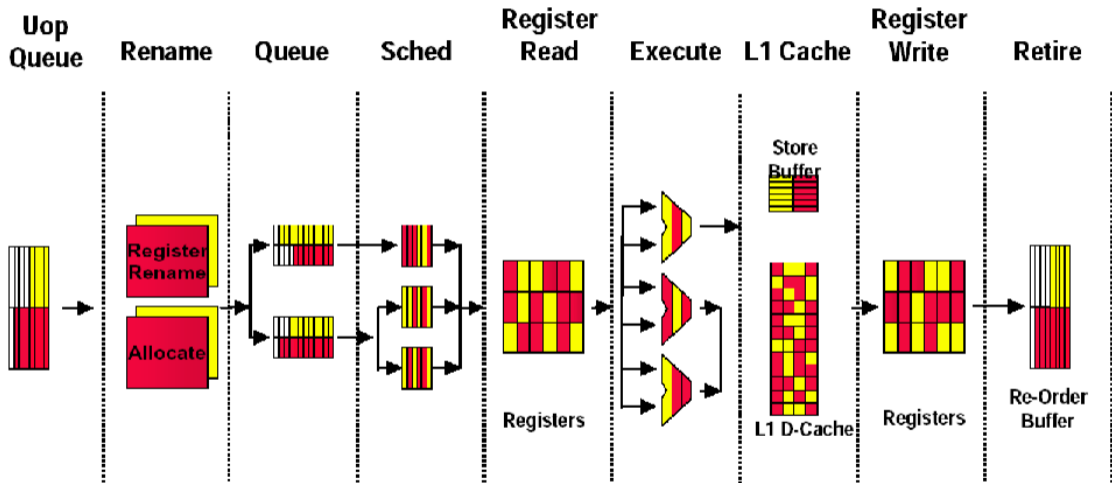 Uop
Queue
Rename
Queue
Sched
Register
Read
Execute
L1 Cache
Register
Write
Retire
Store
Buffer
Register
Rename
Allocate
Registers
L1 D-Cache
Registers
Re-Order
Buffer